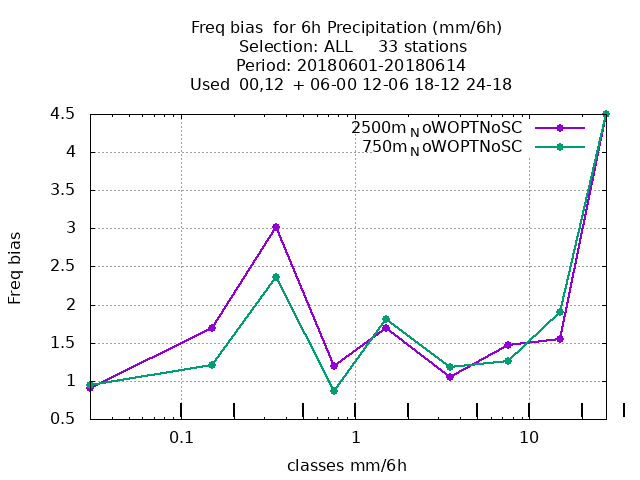 Freq bias  for 6h Precipitation (mm/6h)
Selection: ALL     33 stations
Period: 20180601-20180614
Used  00,12  + 06-00 12-06 18-12 24-18
2500m_NoWOPTNoSC
750m_NoWOPTNoSC
4.5
4
3.5
3
2.5
2
1.5
1
0.5
Freq bias
0.1
1
10
classes mm/6h